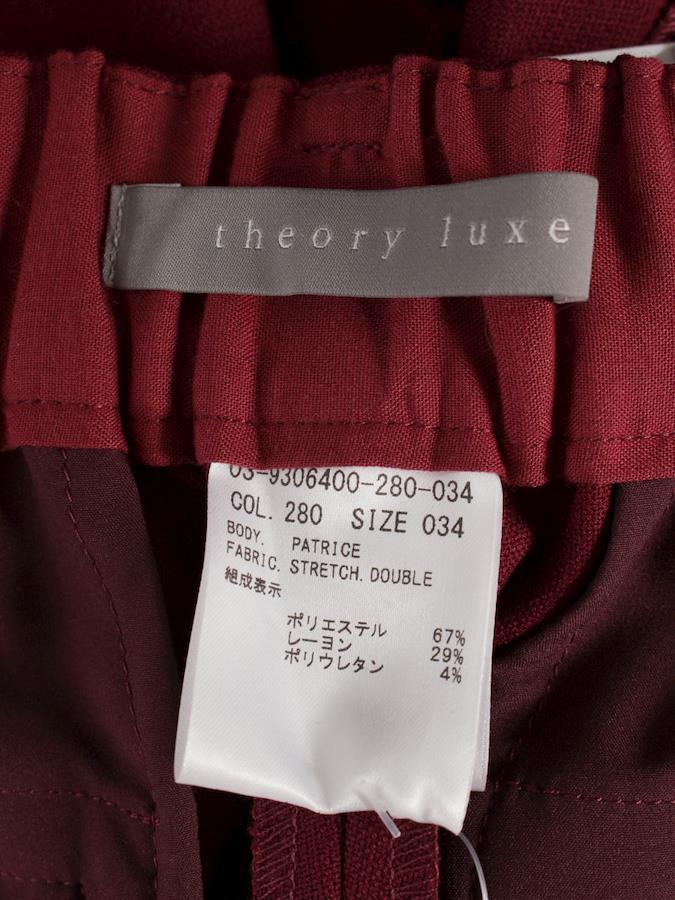 theory luxe
03-9306400-280-034
COL. 280 SIZE 034
BODY. PATRICE
FABRIC. STRETCH. DOUBLE
組成表示
ポリエステル 67%
レーヨン 29%
ポリウレタン 4%